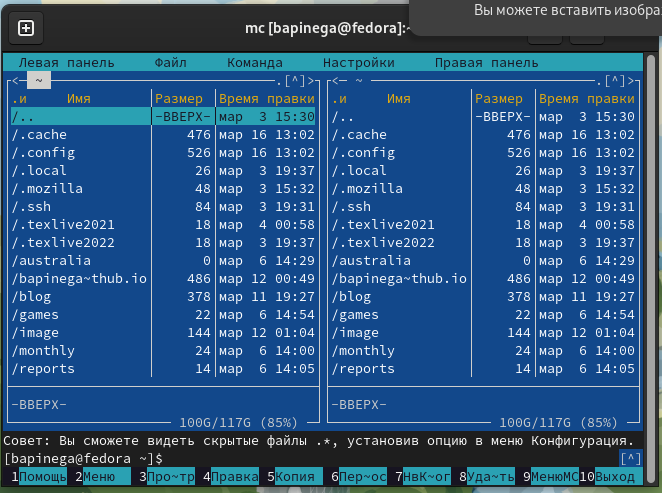 Вы можете вставить изобра
mc [bapinega@fedora]:~
Левая панель Файл Команда Настройки Правая панель
<─ ~ .[^]> <─ ~ .[^]>
.и Имя Размер Время правки .и Имя Размер Время правки
/.. -ВВЕРХ- мар 3 15:30 /.. -ВВЕРХ- мар 3 15:30
/.cache 476 мар 16 13:02 /.cache 476 мар 16 13:02
/.config 526 мар 16 13:02 /.config 526 мар 16 13:02
/.local 26 мар 3 19:37 /.local 26 мар 3 19:37
/.mozilla 48 мар 3 15:32 /.mozilla 48 мар 3 15:32
/.ssh 84 мар 3 19:31 /.ssh 84 мар 3 19:31
/.texlive2021 18 мар 4 00:58 /.texlive2021 18 мар 4 00:58
/.texlive2022 18 мар 3 19:37 /.texlive2022 18 мар 3 19:37
/australia 0 мар 6 14:29 /australia 0 мар 6 14:29
/bapinega~thub.io 486 мар 12 00:49 /bapinega~thub.io 486 мар 12 00:49
/blog 378 мар 11 19:27 /blog 378 мар 11 19:27
/games 22 мар 6 14:54 /games 22 мар 6 14:54
/image 144 мар 12 01:04 /image 144 мар 12 01:04
/monthly 24 мар 6 14:00 /monthly 24 мар 6 14:00
/reports 14 мар 6 14:05 /reports 14 мар 6 14:05
-ВВЕРХ- -ВВЕРХ-
100G/117G (85%) 100G/117G (85%)
Совет: Вы сможете видеть скрытые файлы .*, установив опцию в меню Конфигурация.
[bapinega@fedora ~]$ [^]
1Помощь 2Меню 3Про~тр 4Правка 5Копия 6Пер~ос 7НвК~ог 8Уда~ть 9МенюMC 10Выход